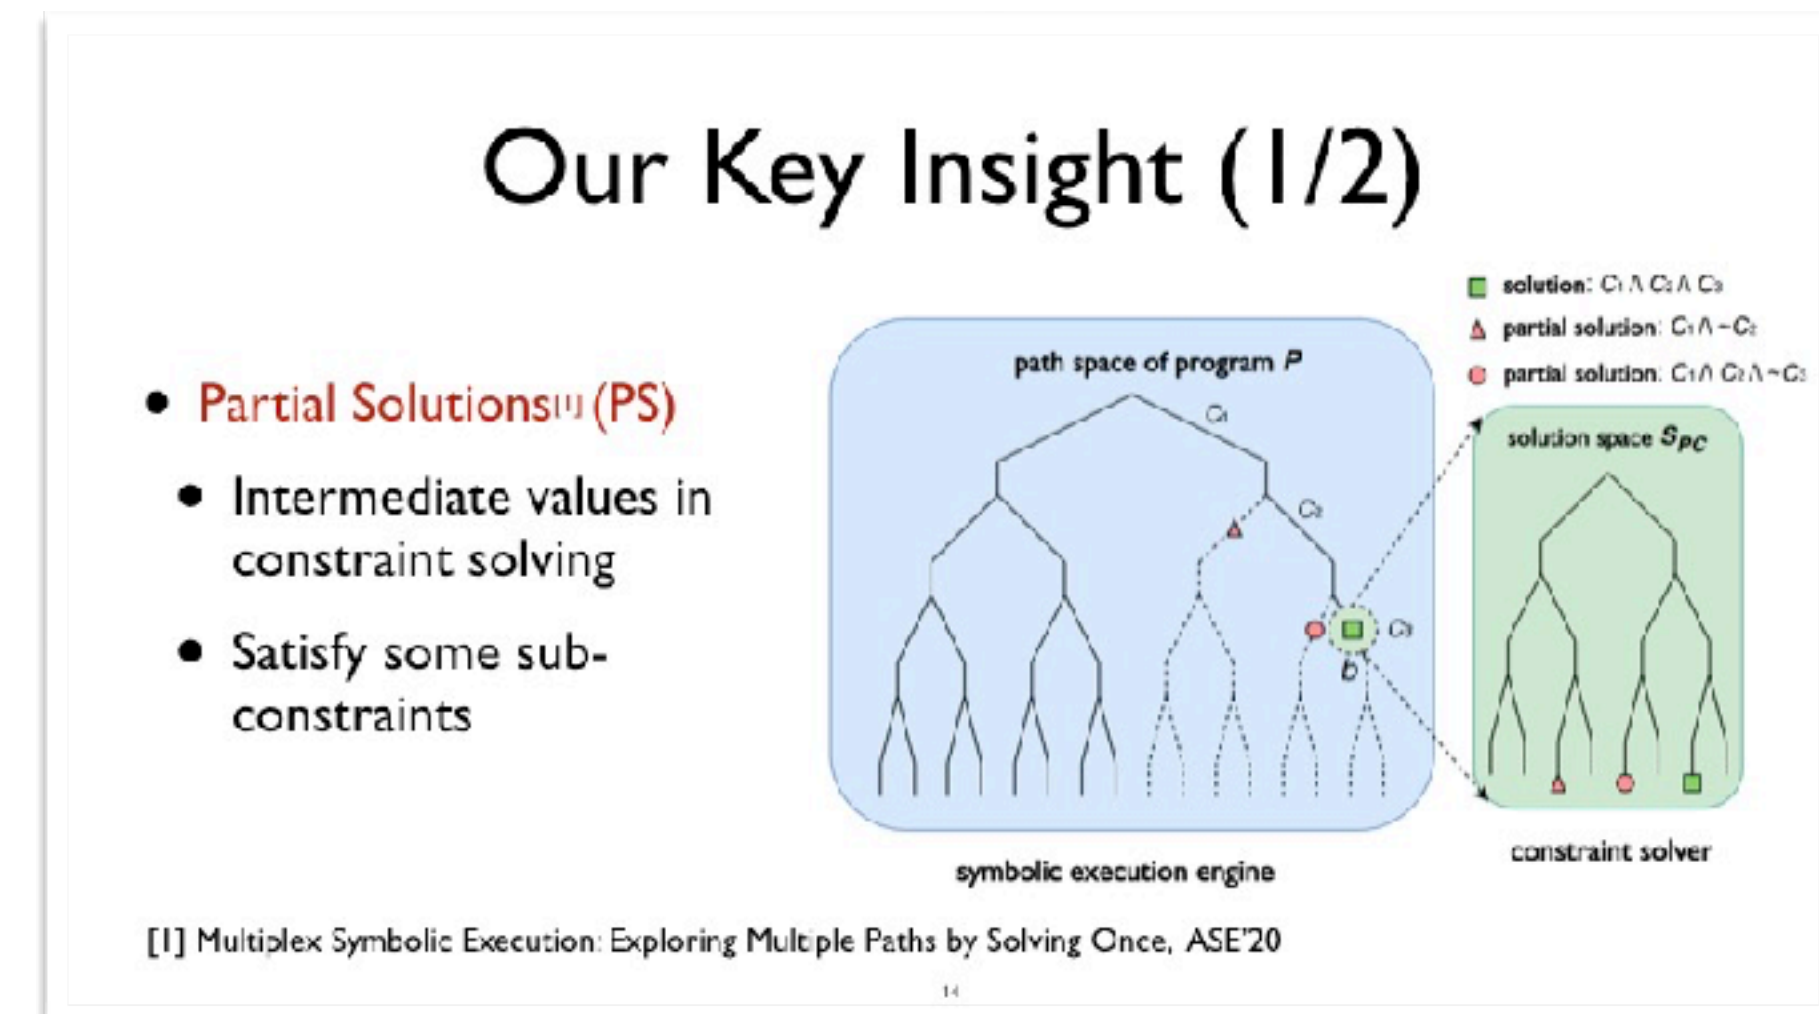 Our Key Insight (1/2)
• Partial Solutions[1] (PS)
• Intermediate values in
constraint solving
• Satisfy some sub-
constraints
solution: C₁ ∧ C₂ ∧ C₃
partial solution: C₁ ∧ ¬C₂
partial solution: C₁ ∧ C₂ ∧ ¬C₃
path space of program P
C₁
C₂
C₃
b
symbolic execution engine
solution space S_PC
constraint solver
[1] Multiplex Symbolic Execution: Exploring Multiple Paths by Solving Once, ASE'20
14